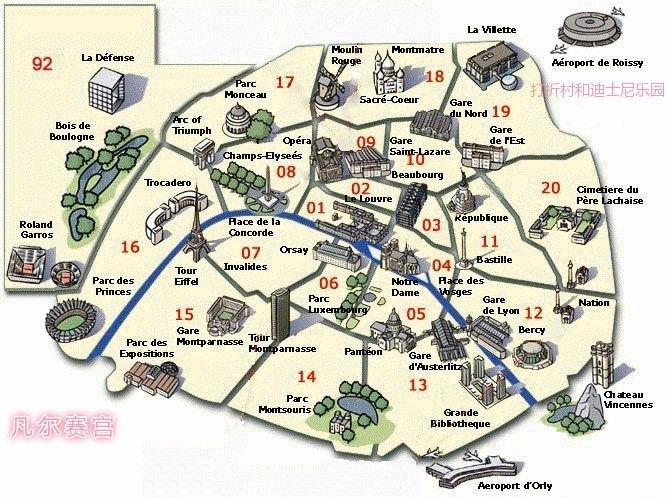 92
La Défense
Bois de
Boulogne
Roland
Garros
Parc des
Princes
16
Trocadero
Arc of
Triumph
Parc
Monceau
17
Moulin
Rouge
Montmatre
18
Sacré-Coeur
La Villette
Aéroport de Roissy
打折村和迪士尼乐园
Gare
du Nord
19
Gare
de l'Est
Opéra
09
Gare
Saint-Lazare
10
Beaubourg
Champs-Elyseés
08
02
Le Louvre
01
03
République
20
Cimetiere du
Père Lachaise
Place de la
Concorde
07
Invalides
Orsay
11
Bastille
04
Place des
Vosges
Notre
Dame
Tour
Eiffel
06
Parc
Luxembourg
05
Gare
de Lyon
12
Bercy
Nation
15
Gare
Montparnasse
Tour
Montparnasse
Pantéon
Gare
d'Austerlitz
Parc des
Expositions
14
Parc
Montsouris
13
Grande
Bibliotheque
Chateau
Vincennes
凡尔赛宫
Aeroport d'Orly